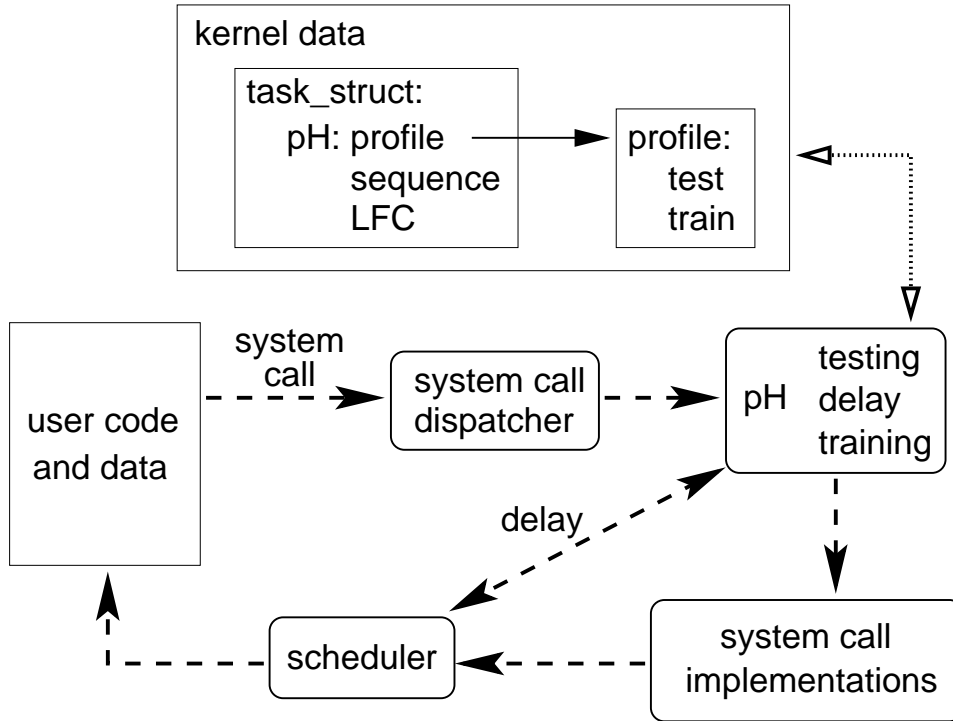 kernel data
task_struct:
pH: profile
sequence
LFC
profile:
test
train
system
call
user code
and data
system call
dispatcher
pH
testing
delay
training
delay
scheduler
system call
implementations